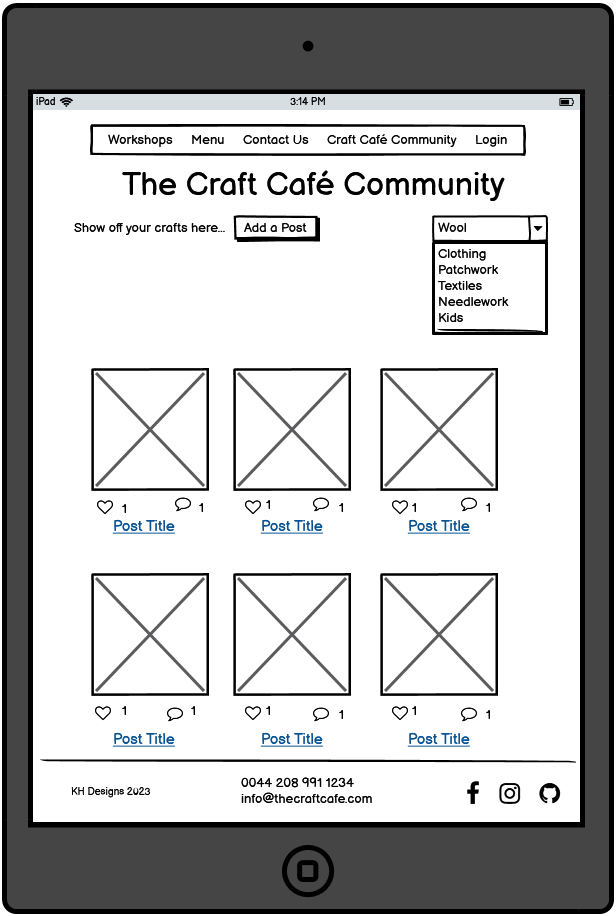 iPad 3:14 PM
Workshops Menu Contact Us Craft Café Community Login
The Craft Café Community
Show off your crafts here... Add a Post Wool
Clothing
Patchwork
Textiles
Needlework
Kids
1 1 1 1 1 1
Post Title Post Title Post Title
1 1 1 1 1 1
Post Title Post Title Post Title
KH Designs 2023
0044 208 991 1234
info@thecraftcafe.com